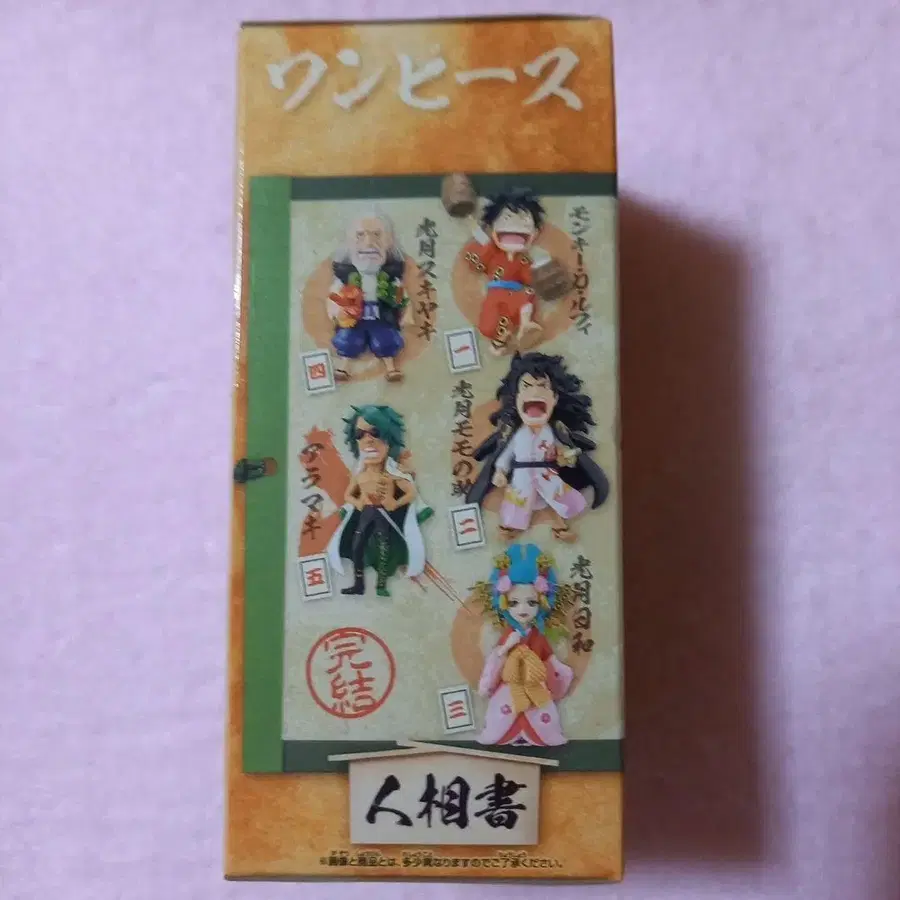 ワンピース
モンキー・D・ルフィ
一
光月モモの助
二
光月日和
三
光月スキヤキ
四
アラマキ
五
完結
人相書
※画像と商品とは、多少異なりますのでご了承ください。